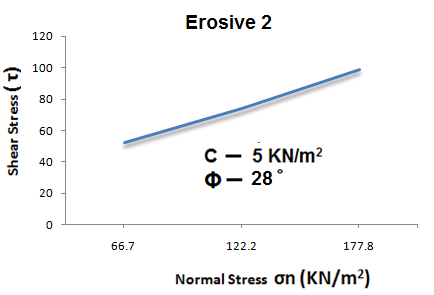 Erosive 2
120
100
80
60
40
20
0
Shear Stress (τ)
C — 5 KN/m²
Φ — 28°
66.7 122.2 177.8
Normal Stress σn (KN/m²)